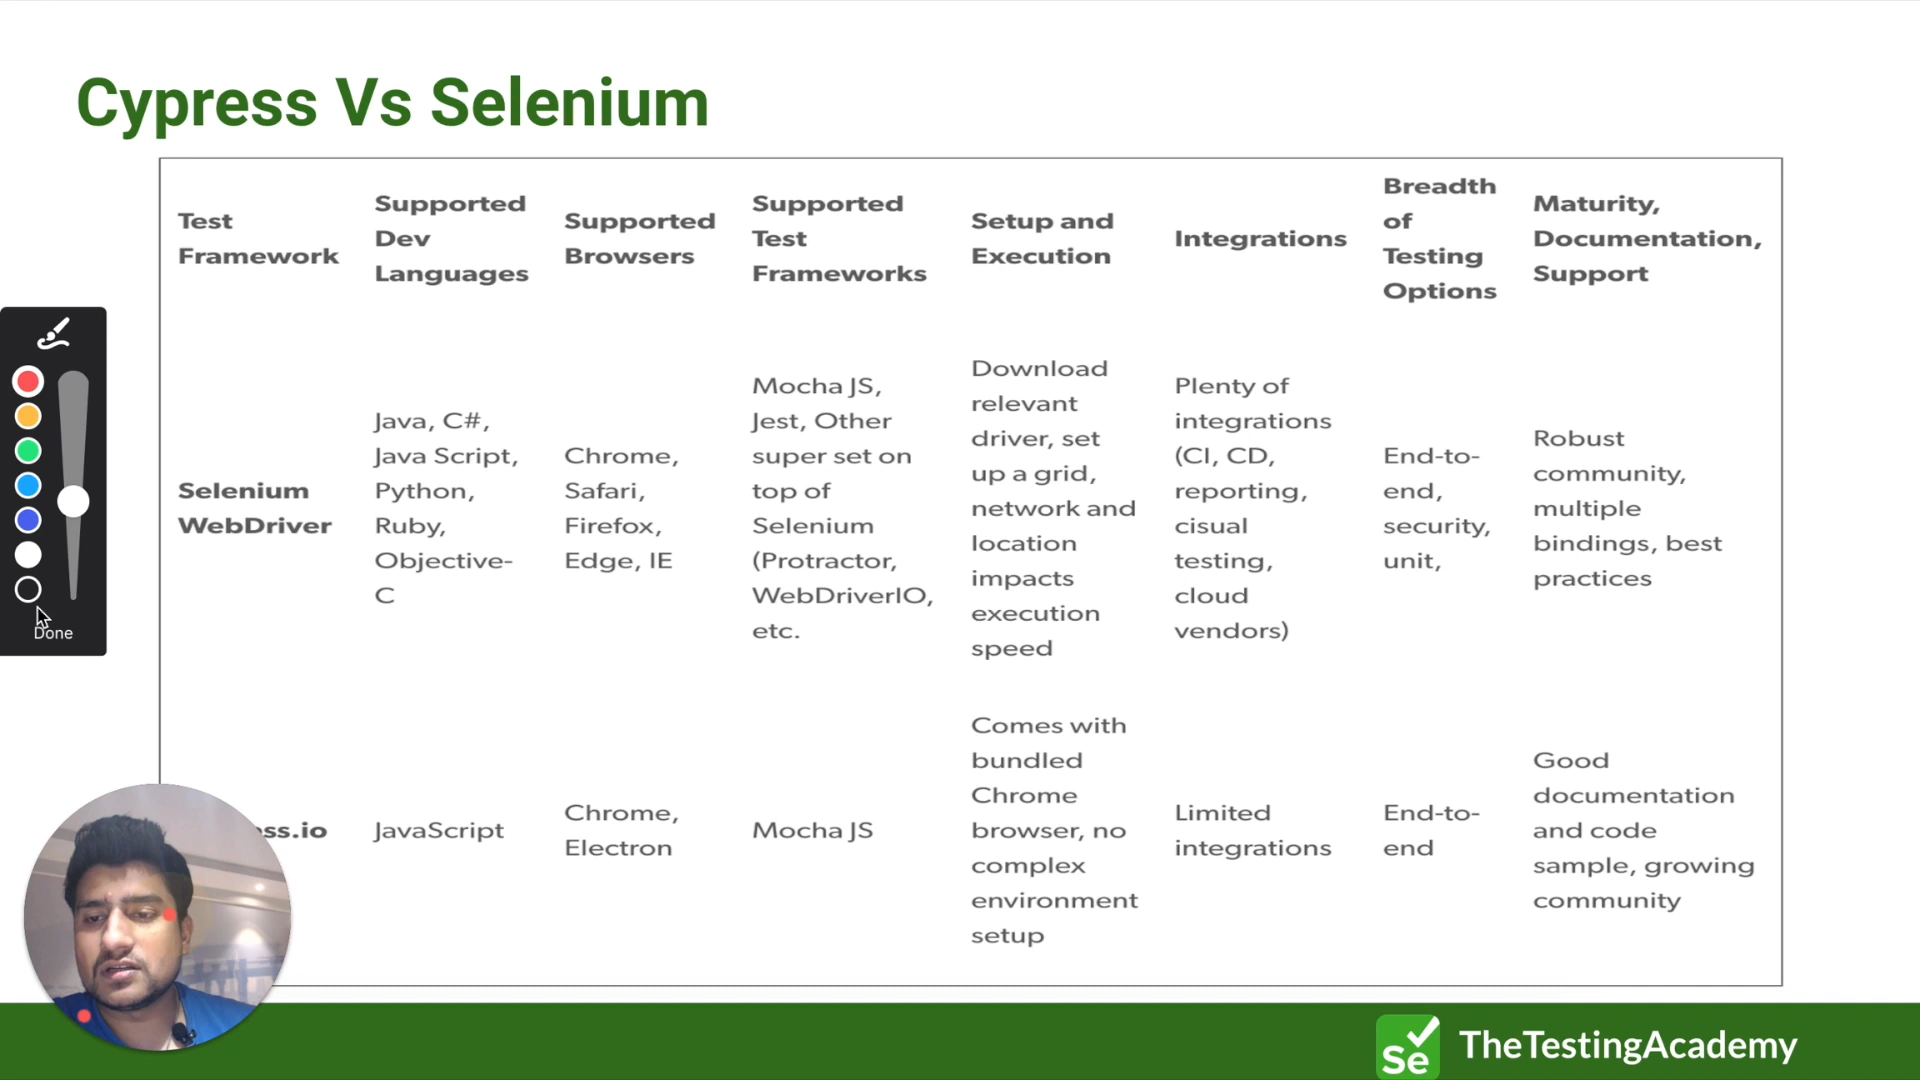 Cypress Vs Selenium
Test
Framework
Supported
Dev
Languages
Supported
Browsers
Supported
Test
Frameworks
Setup and
Execution
Integrations
Breadth
of
Testing
Options
Maturity,
Documentation,
Support
Selenium
WebDriver
Java, C#,
Java Script,
Python,
Ruby,
Objective-
C
Chrome,
Safari,
Firefox,
Edge, IE
Mocha JS,
Jest, Other
super set on
top of
Selenium
(Protractor,
WebDriverIO,
etc.
Download
relevant
driver, set
up a grid,
network and
location
impacts
execution
speed
Plenty of
integrations
(CI, CD,
reporting,
cisual
testing,
cloud
vendors)
End-to-
end,
security,
unit,
Robust
community,
multiple
bindings, best
practices
ss.io
JavaScript
Chrome,
Electron
Mocha JS
Comes with
bundled
Chrome
browser, no
complex
environment
setup
Limited
integrations
End-to-
end
Good
documentation
and code
sample, growing
community
Done
Se
TheTestingAcademy